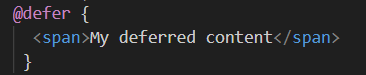 @defer {
<span>My deferred content</span>
}